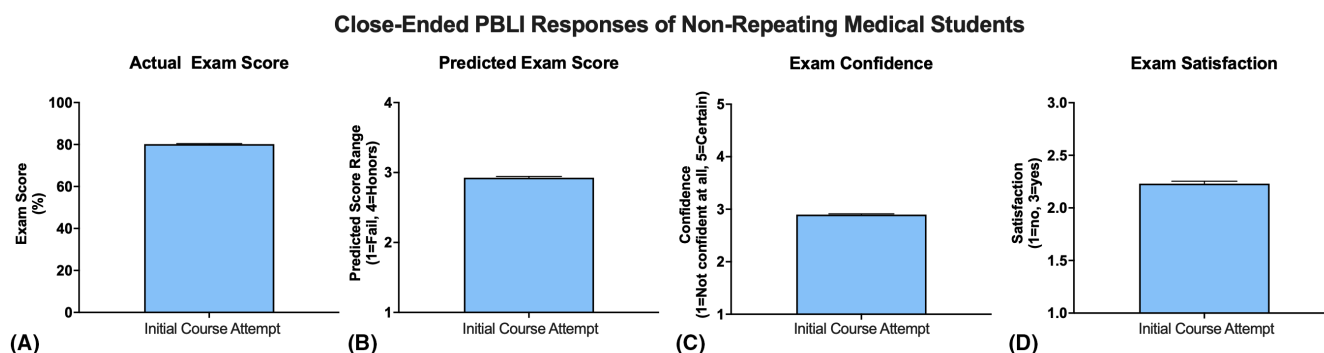 Close-Ended PBLI Responses of Non-Repeating Medical Students
Actual Exam Score
Exam Score
(%)
100
80
60
40
20
0
Initial Course Attempt
(A)
Predicted Exam Score
Predicted Score Range
(1=Fail, 4=Honors)
4
3
2
1
Initial Course Attempt
(B)
Exam Confidence
Confidence
(1=Not confident at all, 5=Certain)
5
4
3
2
1
Initial Course Attempt
(C)
Exam Satisfaction
Satisfaction
(1=no, 3=yes)
3.0
2.5
2.0
1.5
1.0
Initial Course Attempt
(D)